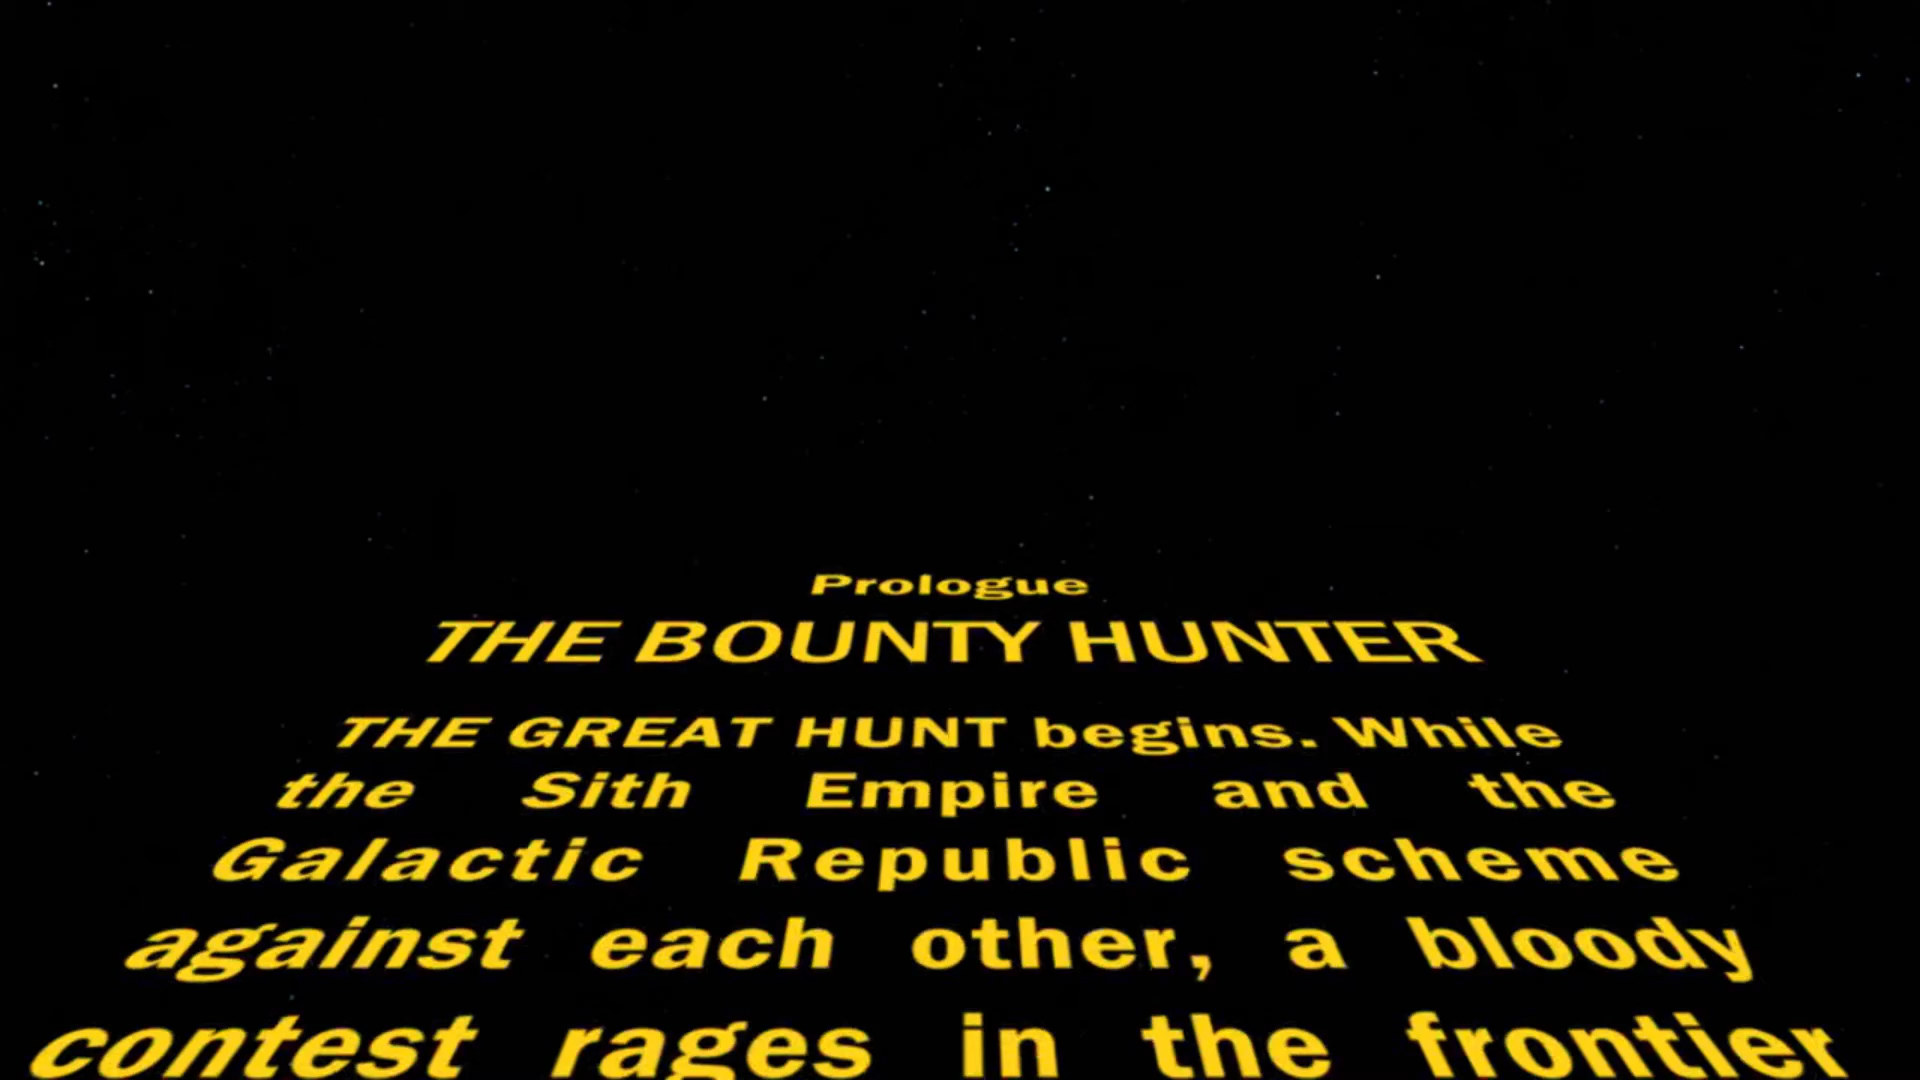 Prologue
THE BOUNTY HUNTER
THE GREAT HUNT begins. While
the Sith Empire and the
Galactic Republic scheme
against each other, a bloody
contest rages in the frontier